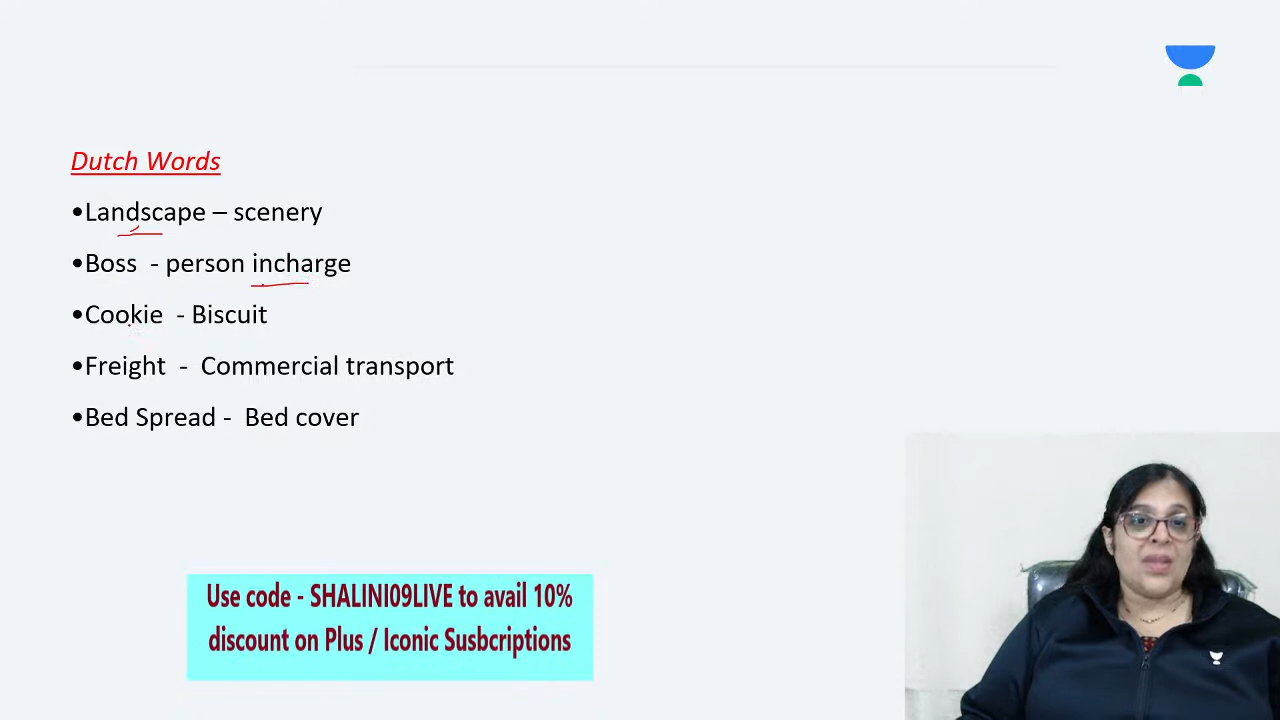 Dutch Words
•Landscape – scenery
•Boss - person incharge
•Cookie - Biscuit
•Freight - Commercial transport
•Bed Spread - Bed cover
Use code - SHALINI09LIVE to avail 10%
discount on Plus / Iconic Susbcriptions